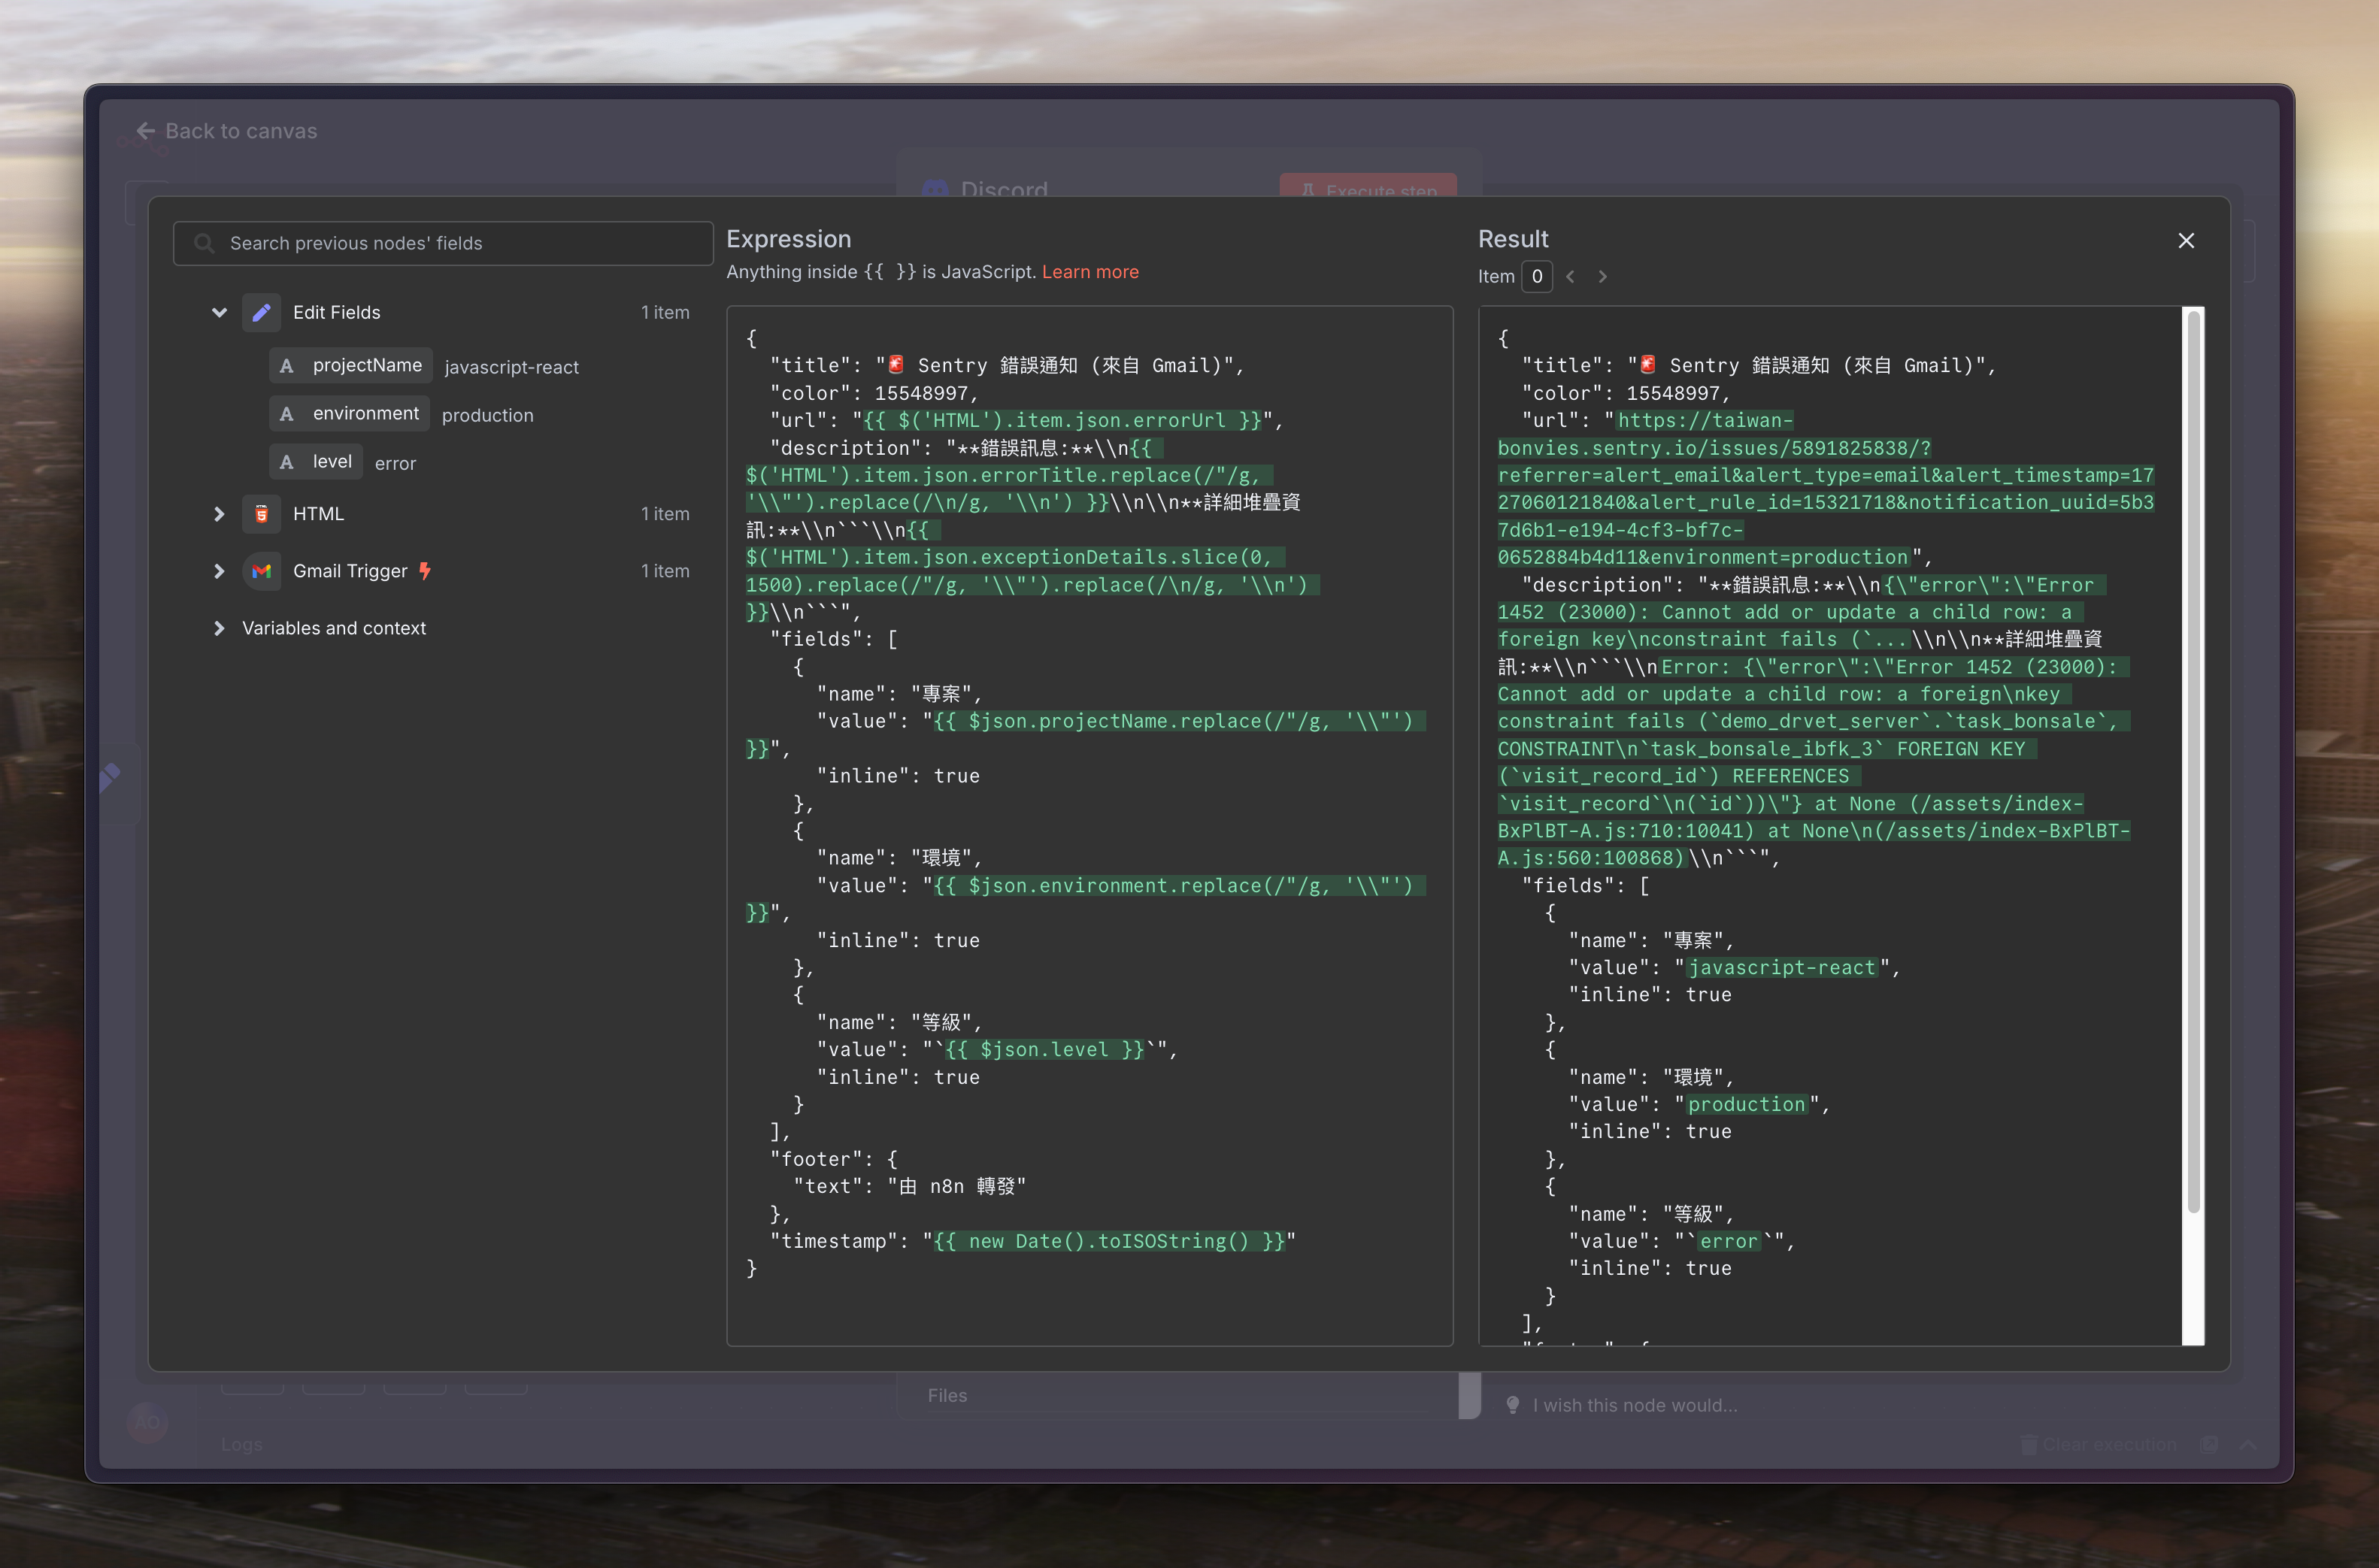 Back to canvas
Discord
Execute step
Search previous nodes' fields
Edit Fields
1 item
projectName
javascript-react
environment
production
level
error
HTML
1 item
Gmail Trigger
1 item
Variables and context
Expression
Anything inside {{ }} is JavaScript. Learn more
{
"title": "🚨 Sentry 錯誤通知 (來自 Gmail)",
"color": 15548997,
"url": "{{ $('HTML').item.json.errorUrl }}",
"description": "**錯誤訊息:**\\n{{
$('HTML').item.json.errorTitle.replace(/"/g,
'\\"').replace(/\n/g, '\\n') }}\\n\\n**詳細堆疊資
訊:**\\n```\\n{{
$('HTML').item.json.exceptionDetails.slice(0,
1500).replace(/"/g, '\\"').replace(/\n/g, '\\n')
}}\\n```",
"fields": [
{
"name": "專案",
"value": "{{ $json.projectName.replace(/"/g, '\\"')
}}",
"inline": true
},
{
"name": "環境",
"value": "{{ $json.environment.replace(/"/g, '\\"')
}}",
"inline": true
},
{
"name": "等級",
"value": "`{{ $json.level }}`",
"inline": true
}
],
"footer": {
"text": "由 n8n 轉發"
},
"timestamp": "{{ new Date().toISOString() }}"
}
Result
Item 0
{
"title": "🚨 Sentry 錯誤通知 (來自 Gmail)",
"color": 15548997,
"url": "https://taiwan-
bonvies.sentry.io/issues/5891825838/?
referrer=alert_email&alert_type=email&alert_timestamp=17
27060121840&alert_rule_id=15321718&notification_uuid=5b3
7d6b1-e194-4cf3-bf7c-
0652884b4d11&environment=production",
"description": "**錯誤訊息:**\\n{\"error\":\"Error
1452 (23000): Cannot add or update a child row: a
foreign key\nconstraint fails (`...\\n\\n**詳細堆疊資
訊:**\\n```\\nError: {\"error\":\"Error 1452 (23000):
Cannot add or update a child row: a foreign\nkey
constraint fails (`demo_drvet_server`.`task_bonsale`,
CONSTRAINT\n`task_bonsale_ibfk_3` FOREIGN KEY
(`visit_record_id`) REFERENCES
`visit_record`\n(`id`))\"} at None (/assets/index-
BxPlBT-A.js:710:10041) at None\n(/assets/index-BxPlBT-
A.js:560:100868)\\n```",
"fields": [
{
"name": "專案",
"value": "javascript-react",
"inline": true
},
{
"name": "環境",
"value": "production",
"inline": true
},
{
"name": "等級",
"value": "`error`",
"inline": true
}
],
Files
I wish this node would...
AO
Logs
Clear execution